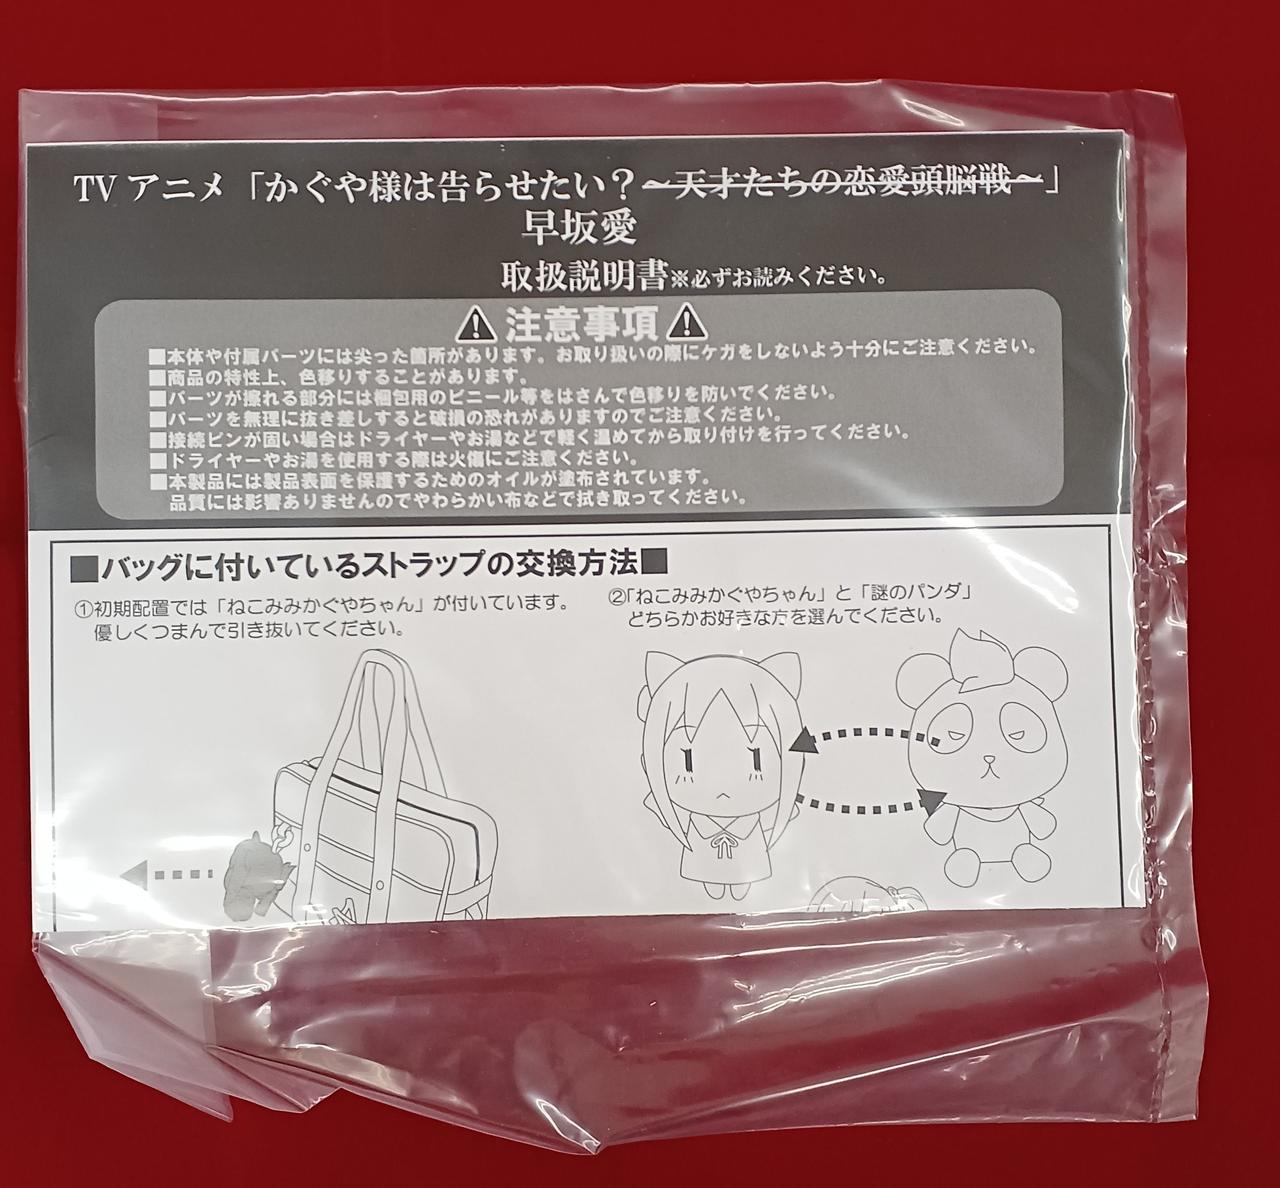 TVアニメ「かぐや様は告らせたい？～天才たちの恋愛頭脳戦～」
早坂愛
取扱説明書※必ずお読みください。
⚠注意事項⚠
■本体や付属パーツには尖った箇所があります。お取り扱いの際にケガをしないよう十分にご注意ください。
■商品の特性上、色移りすることがあります。
■パーツが擦れる部分には梱包用のビニール等をはさんで色移りを防いでください。
■パーツを無理に抜き差しすると破損の恐れがありますのでご注意ください。
■接続ピンが固い場合はドライヤーやお湯などで軽く温めてから取り付けを行ってください。
■ドライヤーやお湯を使用する際は火傷にご注意ください。
■本製品には製品表面を保護するためのオイルが塗布されています。
品質には影響ありませんのでやわらかい布などで拭き取ってください。
■バッグに付いているストラップの交換方法■
①初期配置では「ねこみみかぐやちゃん」が付いています。
優しくつまんで引き抜いてください。
②「ねこみみかぐやちゃん」と「謎のパンダ」
どちらかお好きな方を選んでください。